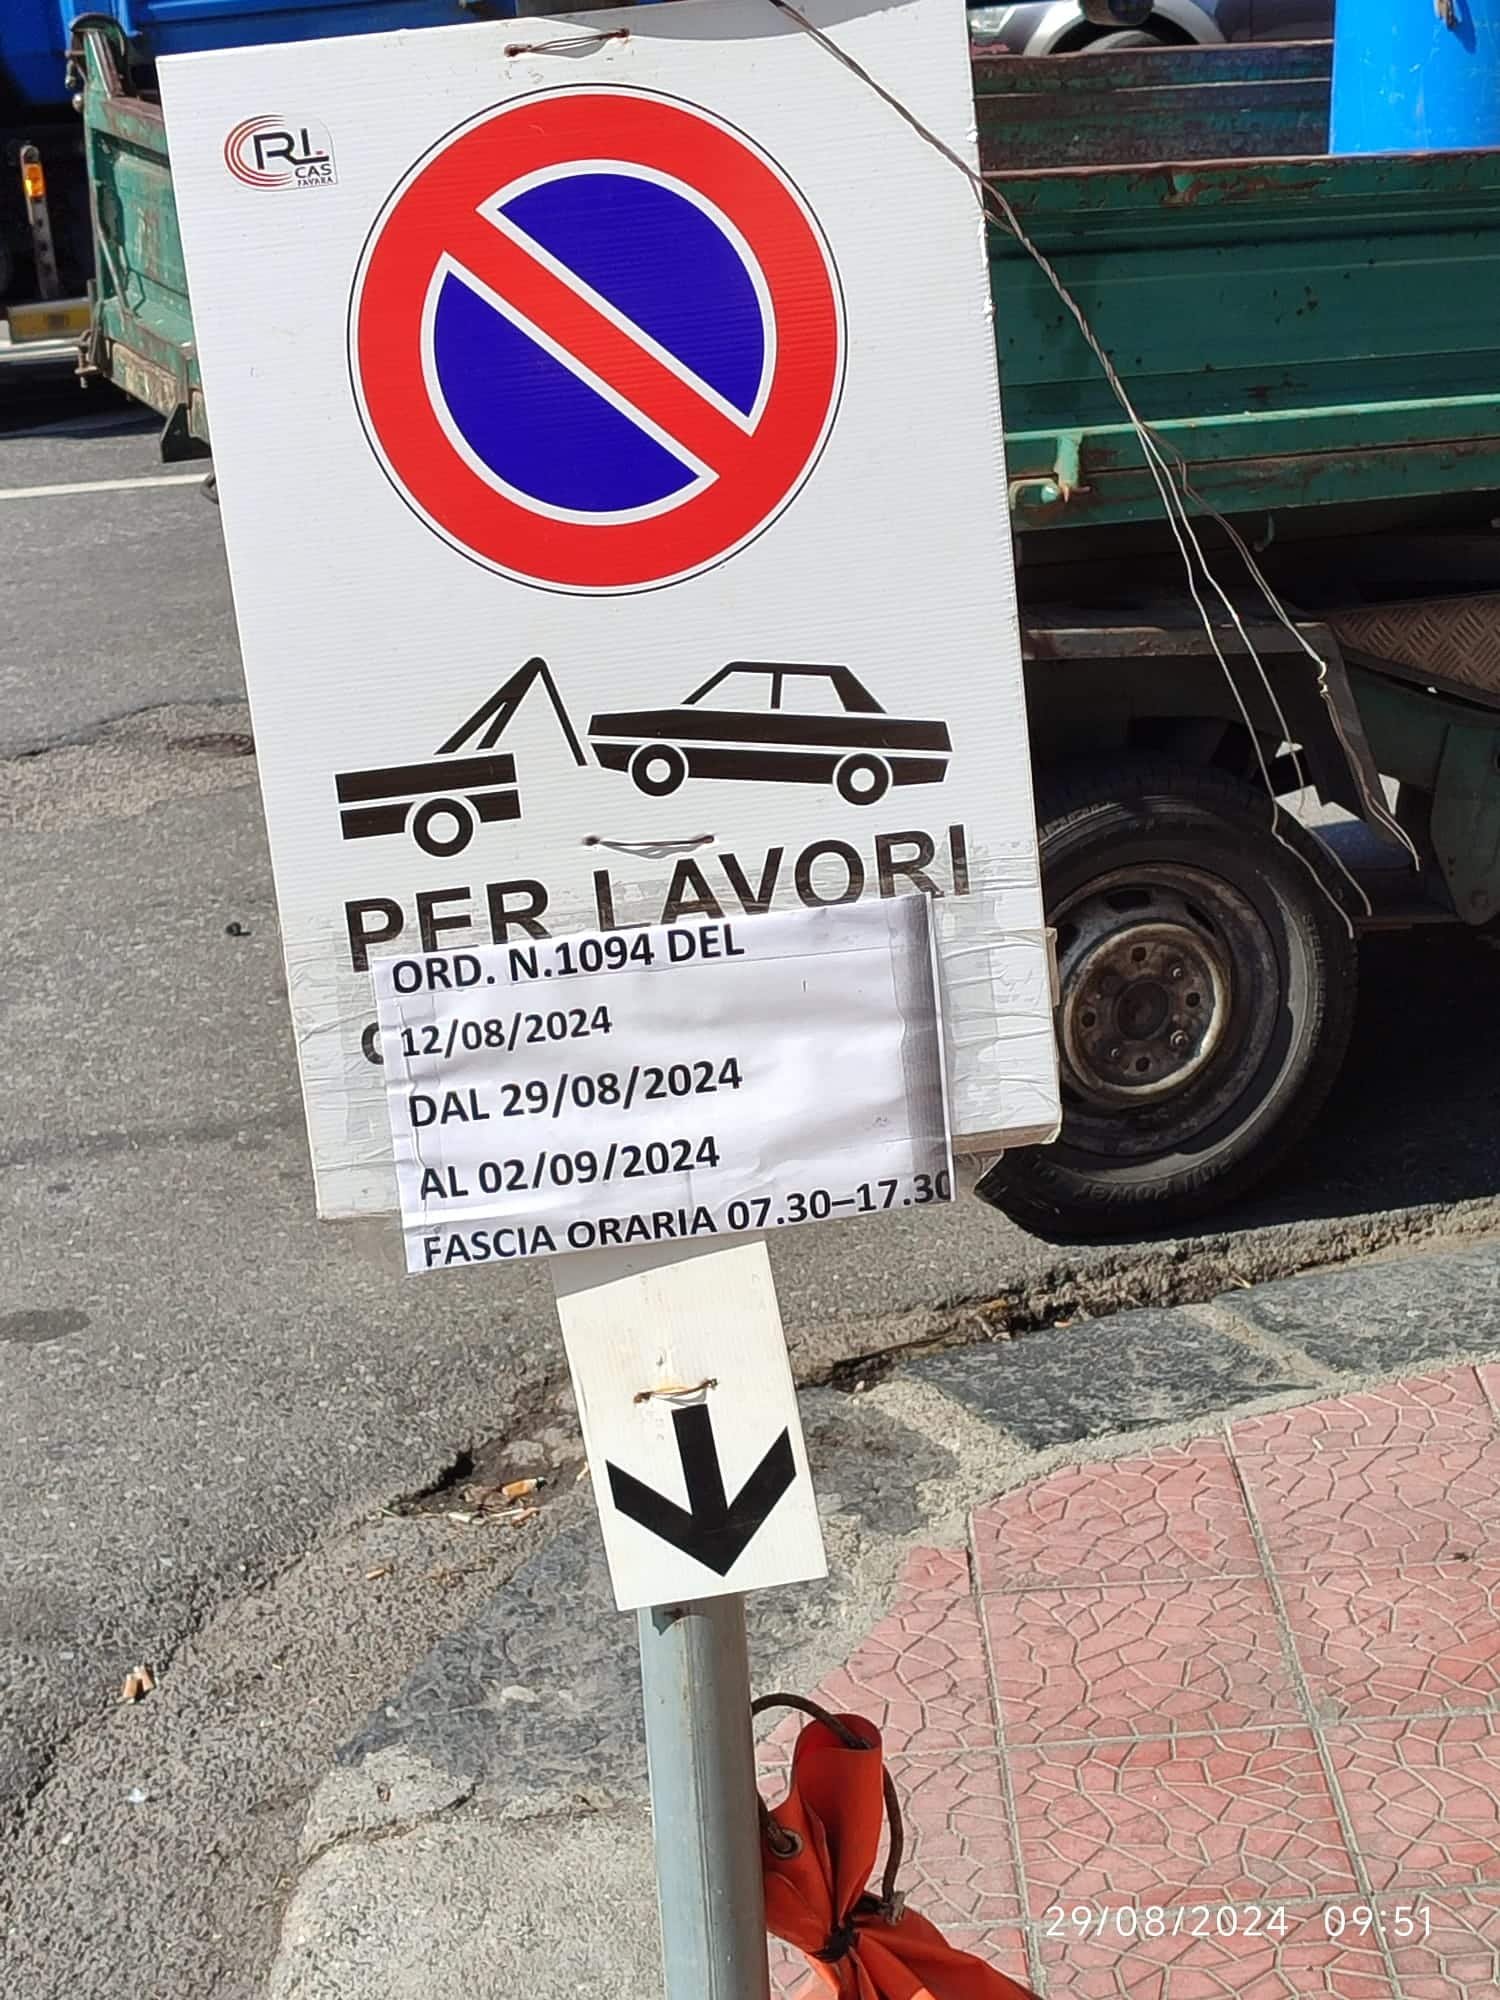 CRI
CAS
FAVARA
PER LAVORI
ORD. N.1094 DEL
12/08/2024
DAL 29/08/2024
AL 02/09/2024
FASCIA ORARIA 07.30–17.30
29/08/2024 09:51